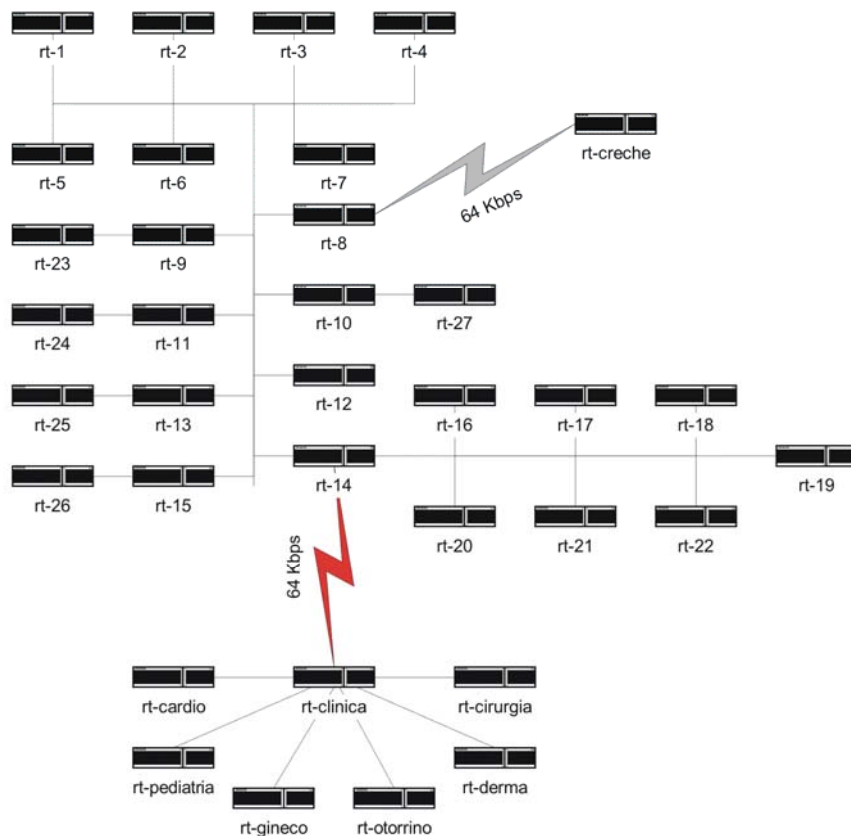 rt-1
rt-2
rt-3
rt-4
rt-creche
rt-5
rt-6
rt-7
64 Kbps
rt-8
rt-23
rt-9
rt-10
rt-27
rt-24
rt-11
rt-12
rt-16
rt-17
rt-18
rt-25
rt-13
rt-14
rt-19
rt-26
rt-15
rt-20
rt-21
rt-22
64 Kbps
rt-cardio
rt-clinica
rt-cirurgia
rt-pediatria
rt-derma
rt-gineco
rt-otorrino